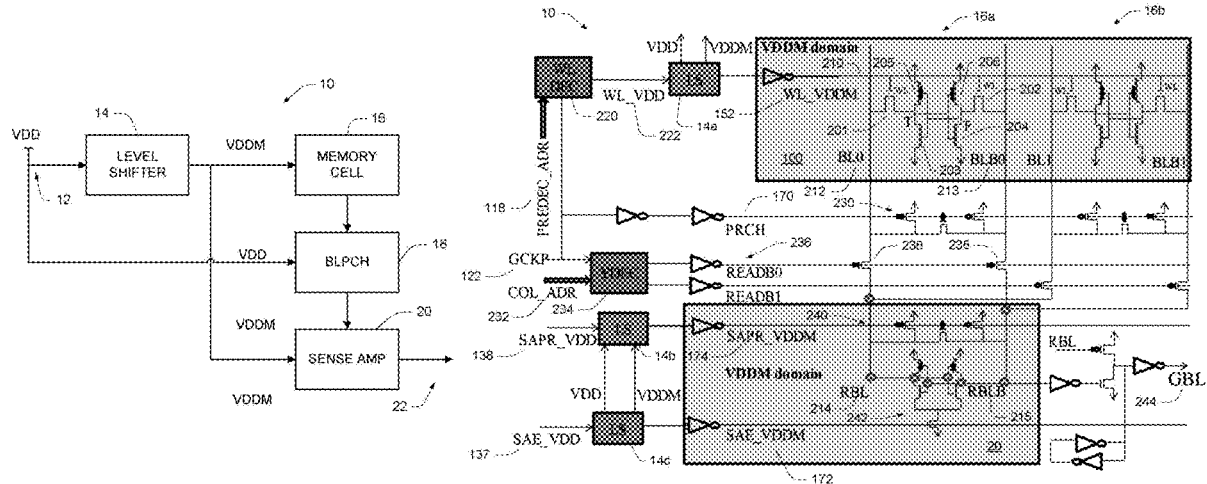 10
14
16
VDD
LEVEL
SHIFTER
VDDM
MEMORY
CELL
12
18
VDD
BLPCH
20
VDDM
SENSE AMP
VDDM
22
10
16a
16b
VDD
VDDM
VDDM domain
210
205
206
WL_VDD
220
222
14a
152
WL_VDDM
201
202
204
203
100
BL0
BLB0
BL1
BLB1
212
213
118
PREDEC_ADR
170
230
PRCH
GCKP
122
COL_ADR
232
234
236
READB0
READB1
238
236
SAPR_VDD
138
14b
174
SAPR_VDDM
240
VDDM domain
VDD
VDDM
RBL
RBLB
214
242
215
RBL
GBL
244
SAE_VDD
137
14c
SAE_VDDM
172
20